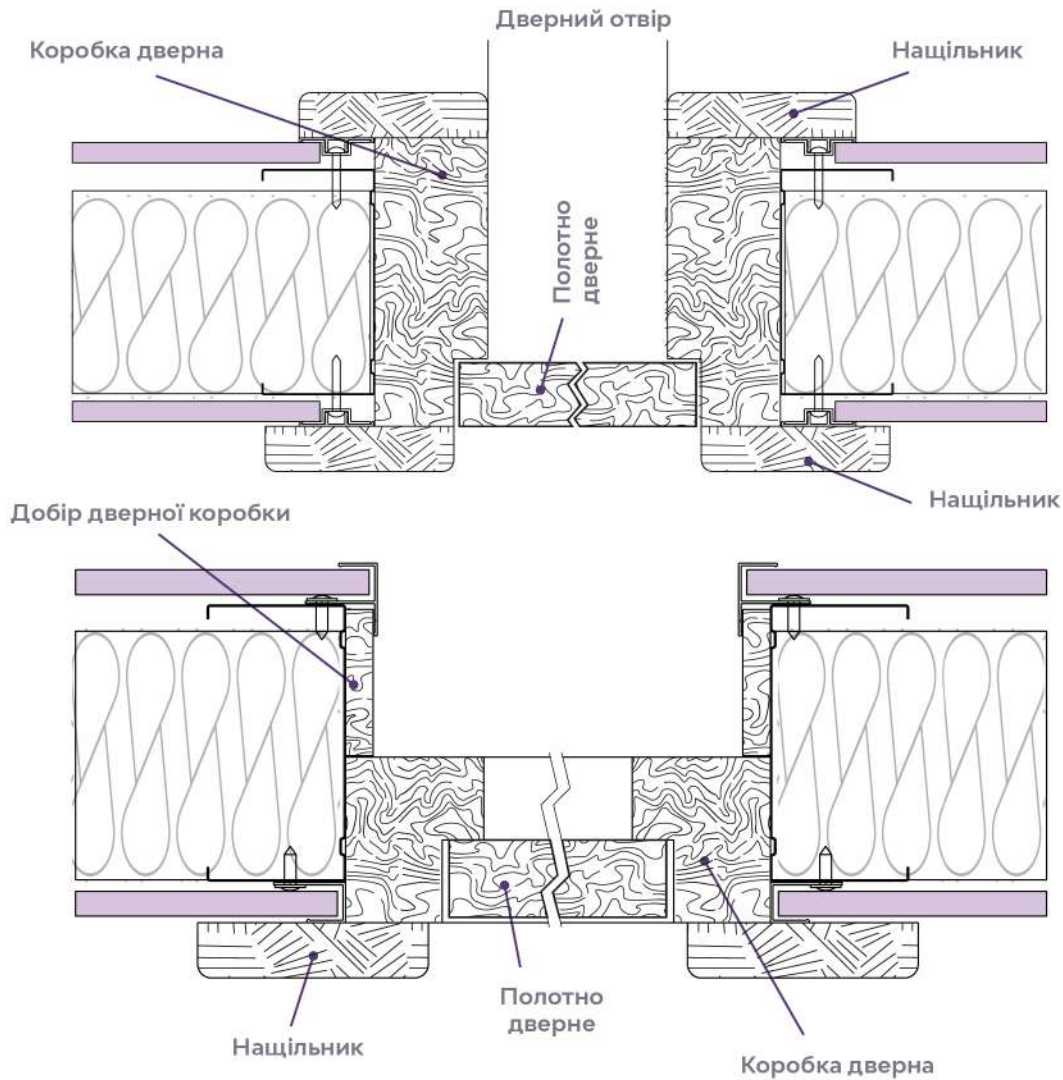 Дверний отвір
Коробка дверна
Нащільник
Полотно
дверне
Нащільник
Добір дверної коробки
Полотно
дверне
Нащільник
Коробка дверна